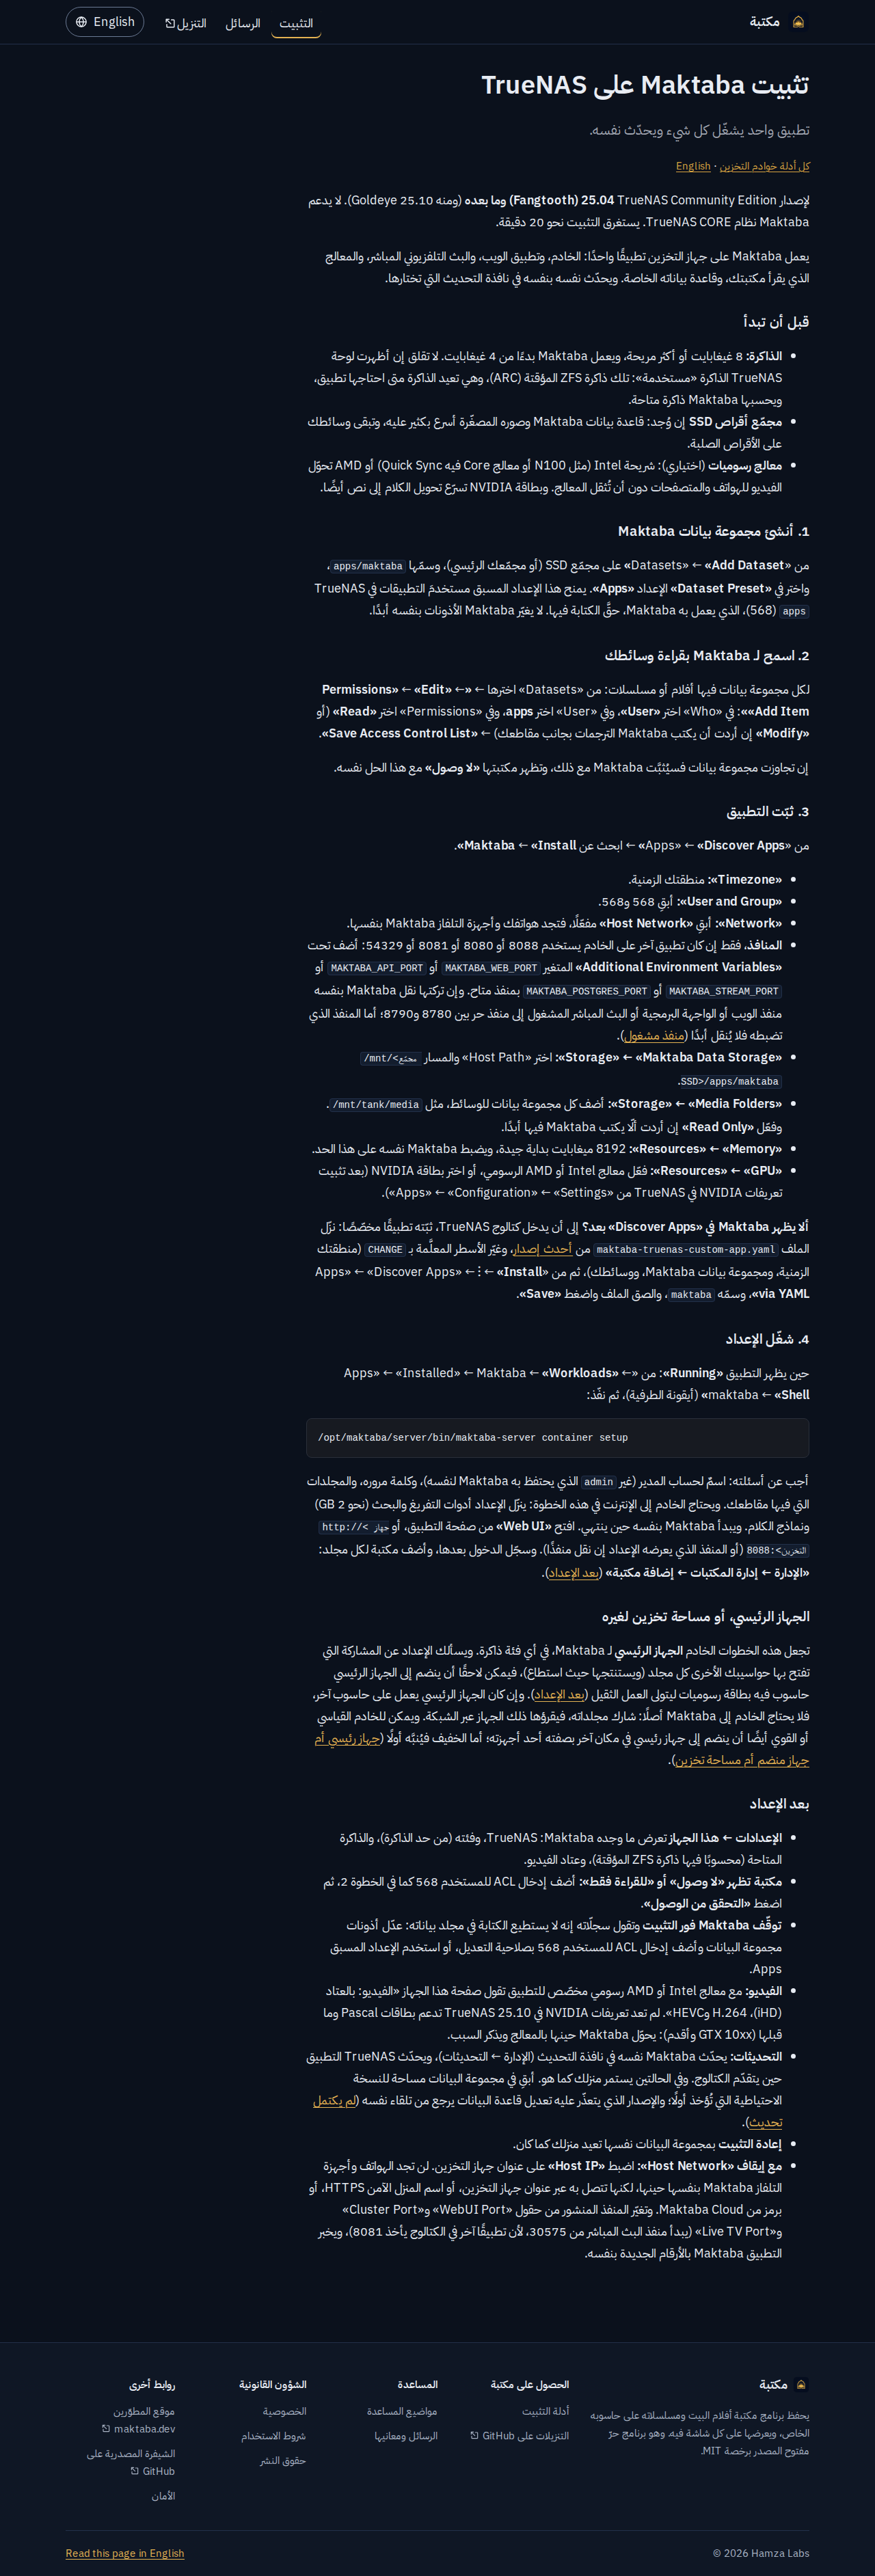 مكتبة
التثبيت
الرسائل
التنزيل
English
تثبيت Maktaba على TrueNAS
تطبيق واحد يشغّل كل شيء ويحدّث نفسه.
كل أدلة خوادم التخزين · English
لإصدار TrueNAS Community Edition 25.04 (Fangtooth) وما بعده (ومنه 25.10 Goldeye). لا يدعم
Maktaba نظام TrueNAS CORE. يستغرق التثبيت نحو 20 دقيقة.
يعمل Maktaba على جهاز التخزين تطبيقًا واحدًا: الخادم، وتطبيق الويب، والبث التلفزيوني المباشر، والمعالج
الذي يقرأ مكتبتك، وقاعدة بياناته الخاصة. ويحدّث نفسه بنفسه في نافذة التحديث التي تختارها.
قبل أن تبدأ
الذاكرة: 8 غيغابايت أو أكثر مريحة، ويعمل Maktaba بدءًا من 4 غيغابايت. لا تقلق إن أظهرت لوحة
TrueNAS الذاكرة «مستخدمة»: تلك ذاكرة ZFS المؤقتة (ARC)، وهي تعيد الذاكرة متى احتاجها تطبيق،
ويحسبها Maktaba ذاكرة متاحة.
مجمّع أقراص SSD إن وُجد: قاعدة بيانات Maktaba وصوره المصغّرة أسرع بكثير عليه، وتبقى وسائطك
على الأقراص الصلبة.
معالج رسوميات (اختياري): شريحة Intel (مثل N100 أو معالج Core فيه Quick Sync) أو AMD تحوّل
الفيديو للهواتف والمتصفحات دون أن تُثقل المعالج. وبطاقة NVIDIA تسرّع تحويل الكلام إلى نص أيضًا.
1. أنشئ مجموعة بيانات Maktaba
من «Datasets» ← «Add Dataset» على مجمّع SSD (أو مجمّعك الرئيسي)، وسمّها apps/maktaba،
واختر في «Dataset Preset» الإعداد «Apps». يمنح هذا الإعداد المسبق مستخدمَ التطبيقات في TrueNAS
apps (568)، الذي يعمل به Maktaba، حقَّ الكتابة فيها. لا يغيّر Maktaba الأذونات بنفسه أبدًا.
2. اسمح لـ Maktaba بقراءة وسائطك
لكل مجموعة بيانات فيها أفلام أو مسلسلات: من «Datasets» اخترها ← «Permissions» ← «Edit» ←
«Add Item»: في «Who» اختر «User»، وفي «User» اختر apps، وفي «Permissions» اختر «Read» (أو
«Modify» إن أردت أن يكتب Maktaba الترجمات بجانب مقاطعك) ← «Save Access Control List».
إن تجاوزت مجموعة بيانات فسيُثبَّت Maktaba مع ذلك، وتظهر مكتبتها «لا وصول» مع هذا الحل نفسه.
3. ثبّت التطبيق
من «Apps» ← «Discover Apps» ← ابحث عن Maktaba ← «Install».
«Timezone»: منطقتك الزمنية.
«User and Group»: أبقِ 568 و568.
«Network»: أبقِ «Host Network» مفعّلًا، فتجد هواتفك وأجهزة التلفاز Maktaba بنفسها.
المنافذ، فقط إن كان تطبيق آخر على الخادم يستخدم 8088 أو 8080 أو 8081 أو 54329: أضف تحت
«Additional Environment Variables» المتغير MAKTABA_WEB_PORT أو MAKTABA_API_PORT أو
MAKTABA_STREAM_PORT أو MAKTABA_POSTGRES_PORT بمنفذ متاح. وإن تركتها نقل Maktaba بنفسه
منفذ الويب أو الواجهة البرمجية أو البث المباشر المشغول إلى منفذ حر بين 8780 و8790؛ أما المنفذ الذي
تضبطه فلا يُنقل أبدًا (منفذ مشغول).
«Storage» ← «Maktaba Data Storage»: اختر «Host Path» والمسار /mnt/<مجمّع
SSD>/apps/maktaba.
«Storage» ← «Media Folders»: أضف كل مجموعة بيانات للوسائط، مثل /mnt/tank/media.
وفعّل «Read Only» إن أردت ألّا يكتب Maktaba فيها أبدًا.
«Resources» ← «Memory»: 8192 ميغابايت بداية جيدة، ويضبط Maktaba نفسه على هذا الحد.
«Resources» ← «GPU»: فعّل معالج Intel أو AMD الرسومي، أو اختر بطاقة NVIDIA (بعد تثبيت
تعريفات NVIDIA في TrueNAS من «Apps» ← «Configuration» ← «Settings»).
ألا يظهر Maktaba في «Discover Apps» بعد؟ إلى أن يدخل كتالوج TrueNAS، ثبّته تطبيقًا مخصّصًا: نزّل
الملف maktaba-truenas-custom-app.yaml من أحدث إصدار، وغيّر الأسطر المعلَّمة بـ CHANGE (منطقتك
الزمنية، ومجموعة بيانات Maktaba، ووسائطك)، ثم من «Apps» ← «Discover Apps» ← ⋮ ← «Install
via YAML»، وسمّه maktaba، والصق الملف واضغط «Save».
4. شغّل الإعداد
حين يظهر التطبيق «Running»: من «Apps» ← «Installed» ← Maktaba ← «Workloads» ←
maktaba ← «Shell» (أيقونة الطرفية)، ثم نفّذ:
/opt/maktaba/server/bin/maktaba-server container setup
أجب عن أسئلته: اسمٌ لحساب المدير (غير admin الذي يحتفظ به Maktaba لنفسه)، وكلمة مروره، والمجلدات
التي فيها مقاطعك. ويحتاج الخادم إلى الإنترنت في هذه الخطوة: ينزّل الإعداد أدوات التفريغ والبحث (نحو 2 GB)
ونماذج الكلام. ويبدأ Maktaba بنفسه حين ينتهي. افتح «Web UI» من صفحة التطبيق، أو http://<جهاز
التخزين>:8088 (أو المنفذ الذي يعرضه الإعداد إن نقل منفذًا). وسجّل الدخول بعدها، وأضف مكتبة لكل مجلد:
«الإدارة ← إدارة المكتبات ← إضافة مكتبة» (بعد الإعداد).
الجهاز الرئيسي، أو مساحة تخزين لغيره
تجعل هذه الخطوات الخادم الجهاز الرئيسي لـ Maktaba، في أي فئة ذاكرة. ويسألك الإعداد عن المشاركة التي
تفتح بها حواسيبك الأخرى كل مجلد (ويستنتجها حيث استطاع)، فيمكن لاحقًا أن ينضم إلى الجهاز الرئيسي
حاسوب فيه بطاقة رسوميات ليتولى العمل الثقيل (بعد الإعداد). وإن كان الجهاز الرئيسي يعمل على حاسوب آخر،
فلا يحتاج الخادم إلى Maktaba أصلًا: شارك مجلداته، فيقرؤها ذلك الجهاز عبر الشبكة. ويمكن للخادم القياسي
أو القوي أيضًا أن ينضم إلى جهاز رئيسي في مكان آخر بصفته أحد أجهزته؛ أما الخفيف فيُنبَّه أولًا (جهاز رئيسي أم
جهاز منضم أم مساحة تخزين).
بعد الإعداد
الإعدادات ← هذا الجهاز تعرض ما وجده Maktaba: TrueNAS، وفئته (من حد الذاكرة)، والذاكرة
المتاحة (محسوبًا فيها ذاكرة ZFS المؤقتة)، وعتاد الفيديو.
مكتبة تظهر «لا وصول» أو «للقراءة فقط»: أضف إدخال ACL للمستخدم 568 كما في الخطوة 2، ثم
اضغط «التحقق من الوصول».
توقّف Maktaba فور التثبيت وتقول سجلّاته إنه لا يستطيع الكتابة في مجلد بياناته: عدّل أذونات
مجموعة البيانات وأضف إدخال ACL للمستخدم 568 بصلاحية التعديل، أو استخدم الإعداد المسبق
Apps.
الفيديو: مع معالج Intel أو AMD رسومي مخصّص للتطبيق تقول صفحة هذا الجهاز «الفيديو: بالعتاد
(iHD)، H.264 وHEVC». لم تعد تعريفات NVIDIA في TrueNAS 25.10 تدعم بطاقات Pascal وما
قبلها (GTX 10xx وأقدم): يحوّل Maktaba حينها بالمعالج ويذكر السبب.
التحديثات: يحدّث Maktaba نفسه في نافذة التحديث (الإدارة ← التحديثات)، ويحدّث TrueNAS التطبيق
حين يتقدّم الكتالوج. وفي الحالتين يستمر منزلك كما هو. أبقِ في مجموعة البيانات مساحة للنسخة
الاحتياطية التي تُؤخذ أولًا؛ والإصدار الذي يتعذّر عليه تعديل قاعدة البيانات يرجع من تلقاء نفسه (لم يكتمل
تحديث).
إعادة التثبيت بمجموعة البيانات نفسها تعيد منزلك كما كان.
مع إيقاف «Host Network»: اضبط «Host IP» على عنوان جهاز التخزين. لن تجد الهواتف وأجهزة
التلفاز Maktaba بنفسها حينها، لكنها تتصل به عبر عنوان جهاز التخزين، أو اسم المنزل الآمن HTTPS، أو
برمز من Maktaba Cloud. وتغيّر المنفذ المنشور من حقول «WebUI Port» و«Cluster Port»
و«Live TV Port» (يبدأ منفذ البث المباشر من 30575، لأن تطبيقًا آخر في الكتالوج يأخذ 8081)، ويخبر
التطبيق Maktaba بالأرقام الجديدة بنفسه.
مكتبة
يحفظ برنامج مكتبة أفلام البيت ومسلسلاته على حاسوبه
الخاص، ويعرضها على كل شاشة فيه. وهو برنامج حرّ
مفتوح المصدر برخصة MIT.
الحصول على مكتبة
أدلة التثبيت
التنزيلات على GitHub
المساعدة
مواضيع المساعدة
الرسائل ومعانيها
الشؤون القانونية
الخصوصية
شروط الاستخدام
حقوق النشر
روابط أخرى
موقع المطوّرين
maktaba.dev
الشيفرة المصدرية على
GitHub
الأمان
© 2026 Hamza Labs
Read this page in English